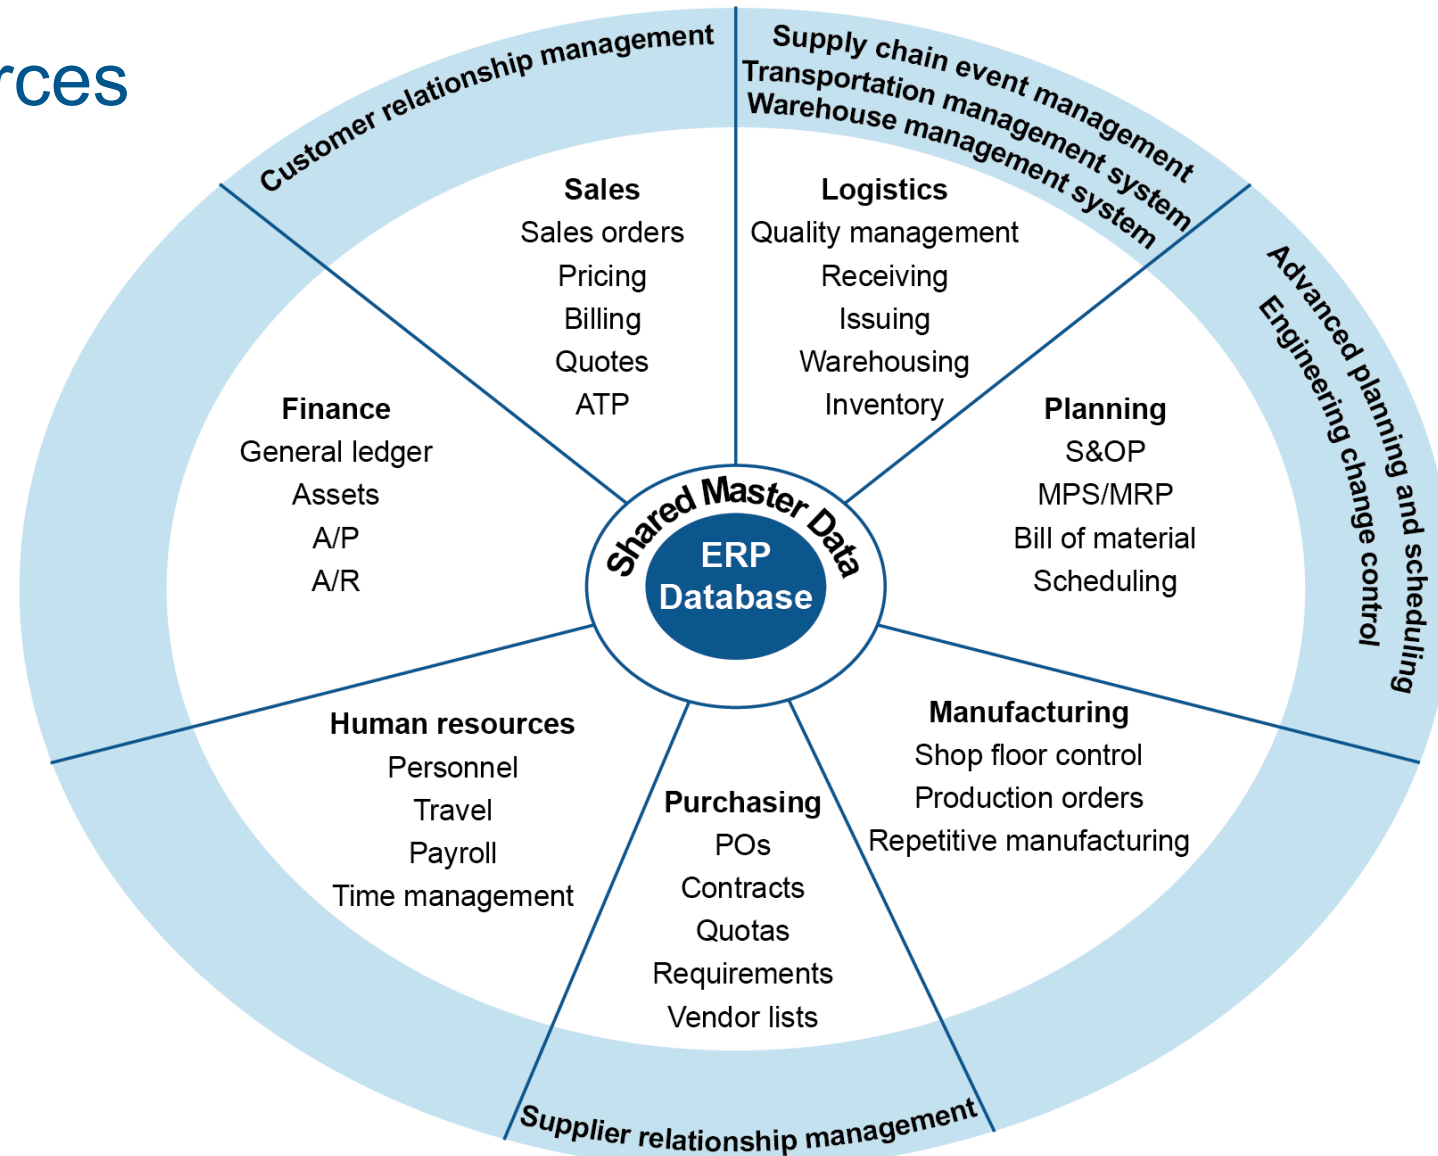 rces
Customer relationship management
Supply chain event management
Transportation management system
Warehouse management system
Advanced planning and scheduling
Engineering change control
Sales
Sales orders
Pricing
Billing
Quotes
ATP
Logistics
Quality management
Receiving
Issuing
Warehousing
Inventory
Finance
General ledger
Assets
A/P
A/R
Planning
S&OP
MPS/MRP
Bill of material
Scheduling
Shared Master Data
ERP
Database
Human resources
Personnel
Travel
Payroll
Time management
Purchasing
POs
Contracts
Quotas
Requirements
Vendor lists
Manufacturing
Shop floor control
Production orders
Repetitive manufacturing
Supplier relationship management